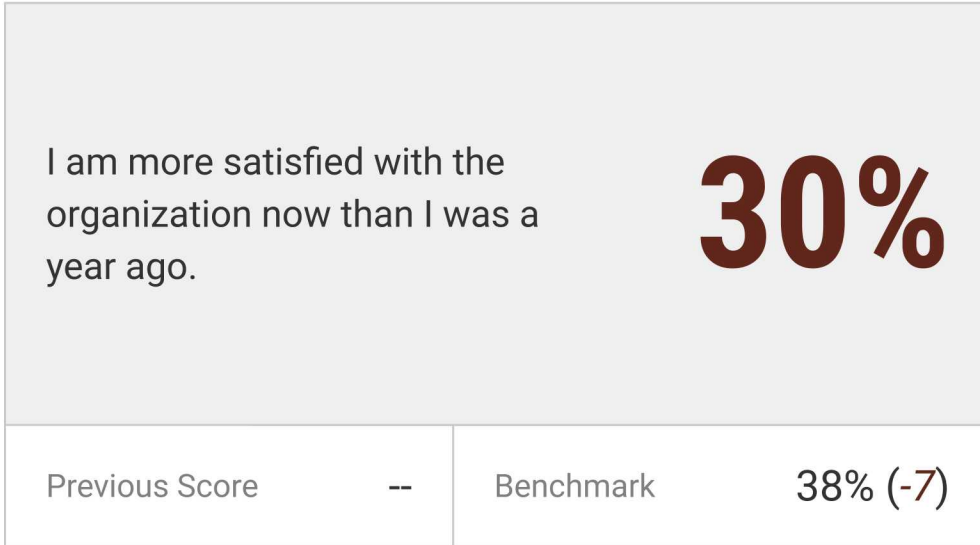 I am more satisfied with the
organization now than I was a
year ago.
30%
Previous Score --
Benchmark 38% (-7)